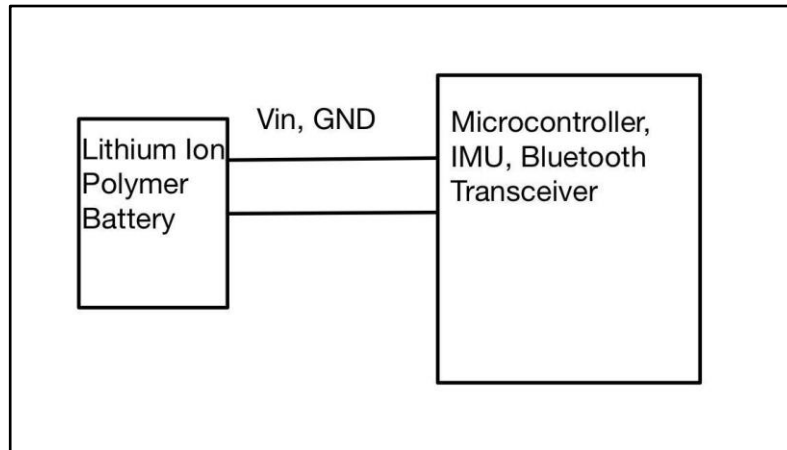 Lithium Ion
Polymer
Battery
Vin, GND
Microcontroller,
IMU, Bluetooth
Transceiver